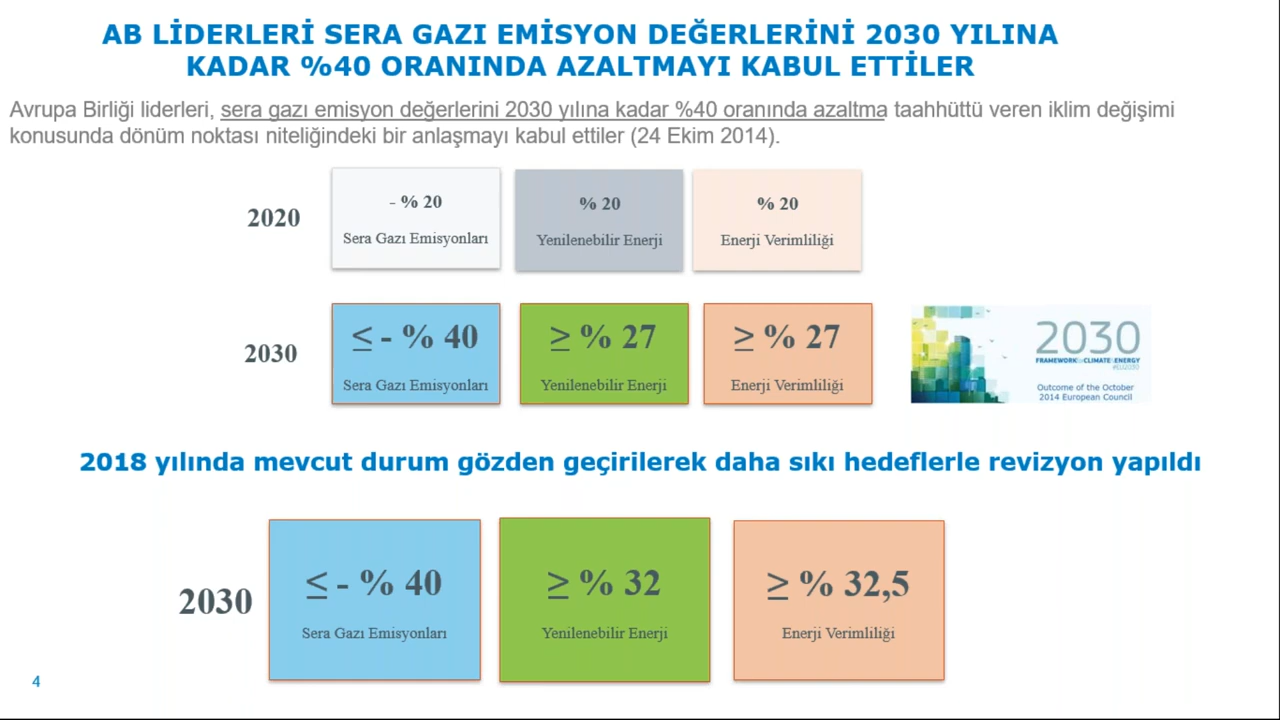 AB LİDERLERİ SERA GAZI EMİSYON DEĞERLERİNİ 2030 YILINA
KADAR %40 ORANINDA AZALTMAYI KABUL ETTİLER
Avrupa Birliği liderleri, sera gazı emisyon değerlerini 2030 yılına kadar %40 oranında azaltma taahhüttü veren iklim değişimi
konusunda dönüm noktası niteliğindeki bir anlaşmayı kabul ettiler (24 Ekim 2014).
2020
- % 20
Sera Gazı Emisyonları
% 20
Yenilenebilir Enerji
% 20
Enerji Verimliliği
2030
≤ - % 40
Sera Gazı Emisyonları
≥ % 27
Yenilenebilir Enerji
≥ % 27
Enerji Verimliliği
2030
FRAMEWORK for CLIMATE & ENERGY
#EU2030
Outcome of the October
2014 European Council
2018 yılında mevcut durum gözden geçirilerek daha sıkı hedeflerle revizyon yapıldı
2030
≤ - % 40
Sera Gazı Emisyonları
≥ % 32
Yenilenebilir Enerji
≥ % 32,5
Enerji Verimliliği
4